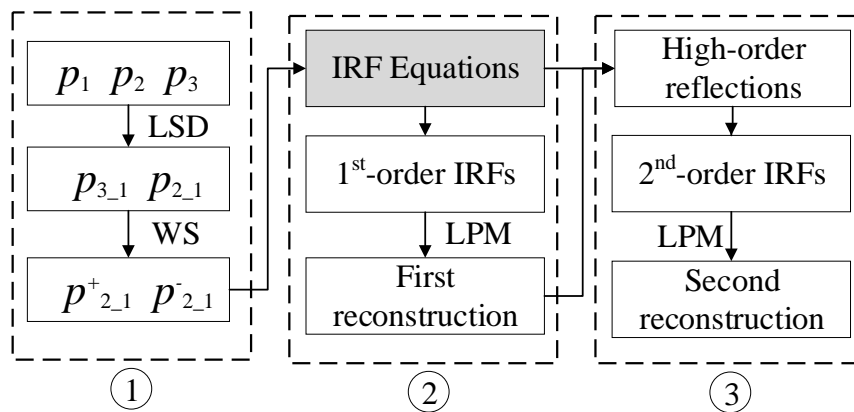 p₁ p₂ p₃
LSD
p₃_₁ p₂_₁
WS
p⁺₂_₁ p⁻₂_₁
①
IRF Equations
1ˢᵗ-order IRFs
LPM
First
reconstruction
②
High-order
reflections
2ⁿᵈ-order IRFs
LPM
Second
reconstruction
③